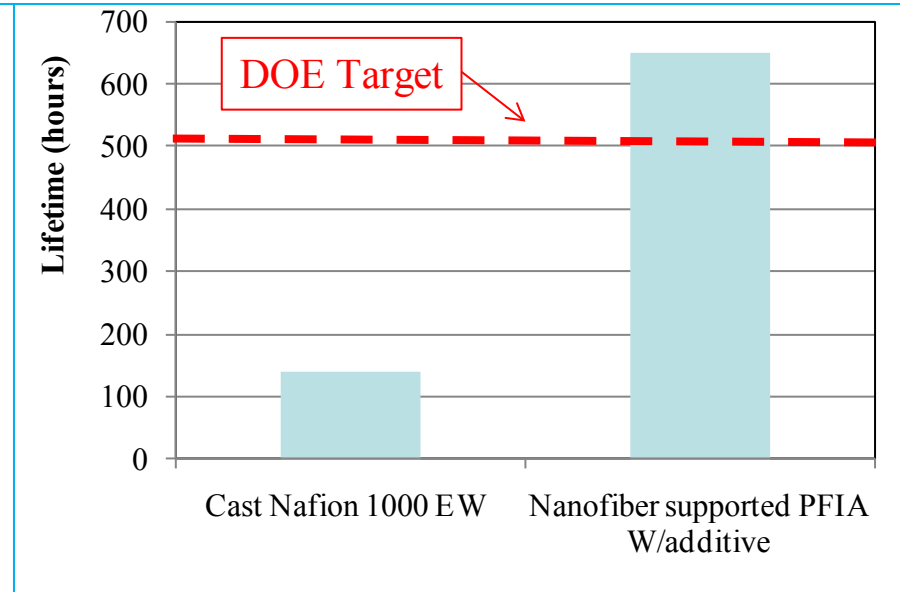 Lifetime (hours)
700
600
500
400
300
200
100
0
DOE Target
Cast Nafion 1000 EW
Nanofiber supported PFIA
W/additive